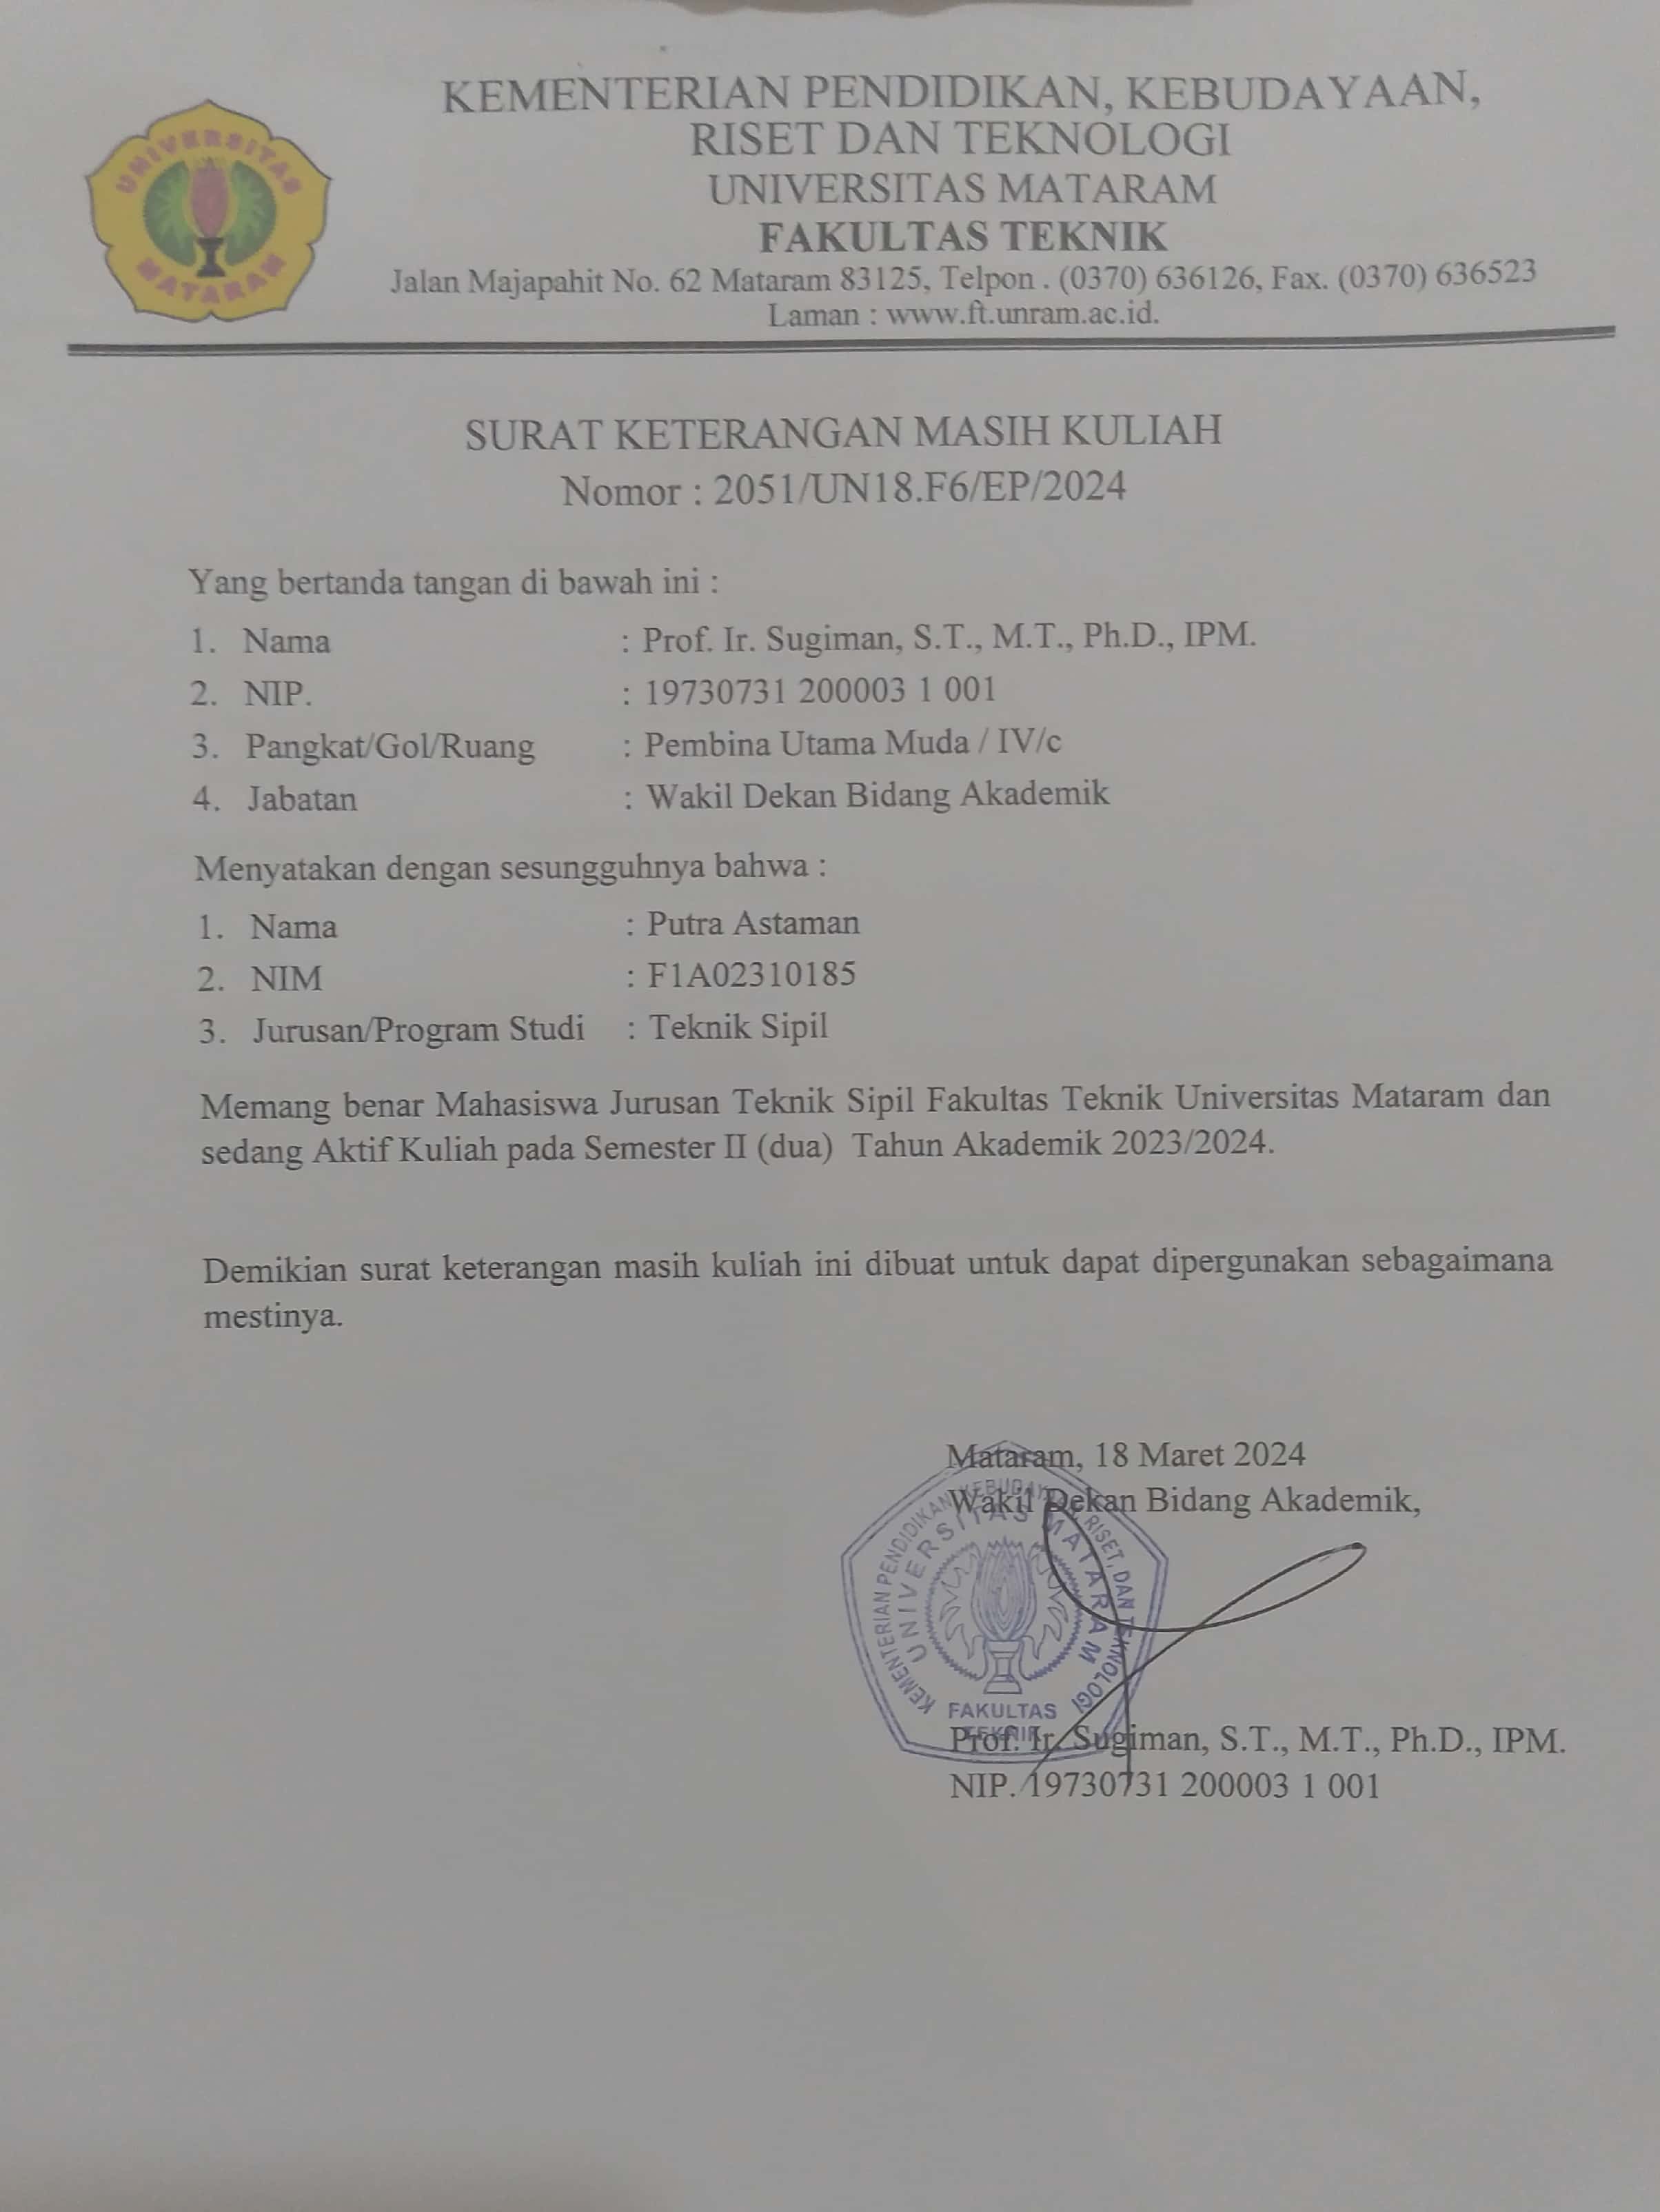 KEMENTERIAN PENDIDIKAN, KEBUDAYAAN,
RISET DAN TEKNOLOGI
UNIVERSITAS MATARAM
FAKULTAS TEKNIK
Jalan Majapahit No. 62 Mataram 83125, Telpon . (0370) 636126, Fax. (0370) 636523
Laman : www.ft.unram.ac.id.
UNIVERSITAS
MATARAM
SURAT KETERANGAN MASIH KULIAH
Nomor : 2051/UN18.F6/EP/2024
Yang bertanda tangan di bawah ini :
1. Nama : Prof. Ir. Sugiman, S.T., M.T., Ph.D., IPM.
2. NIP. : 19730731 200003 1 001
3. Pangkat/Gol/Ruang : Pembina Utama Muda / IV/c
4. Jabatan : Wakil Dekan Bidang Akademik
Menyatakan dengan sesungguhnya bahwa :
1. Nama : Putra Astaman
2. NIM : F1A02310185
3. Jurusan/Program Studi : Teknik Sipil
Memang benar Mahasiswa Jurusan Teknik Sipil Fakultas Teknik Universitas Mataram dan
sedang Aktif Kuliah pada Semester II (dua) Tahun Akademik 2023/2024.
Demikian surat keterangan masih kuliah ini dibuat untuk dapat dipergunakan sebagaimana
mestinya.
Mataram, 18 Maret 2024
Wakil Dekan Bidang Akademik,
KEMENTERIAN PENDIDIKAN, KEBUDAYAAN, RISET, DAN TEKNOLOGI
UNIVERSITAS MATARAM
FAKULTAS
TEKNIK
Prof. Ir. Sugiman, S.T., M.T., Ph.D., IPM.
NIP. 19730731 200003 1 001